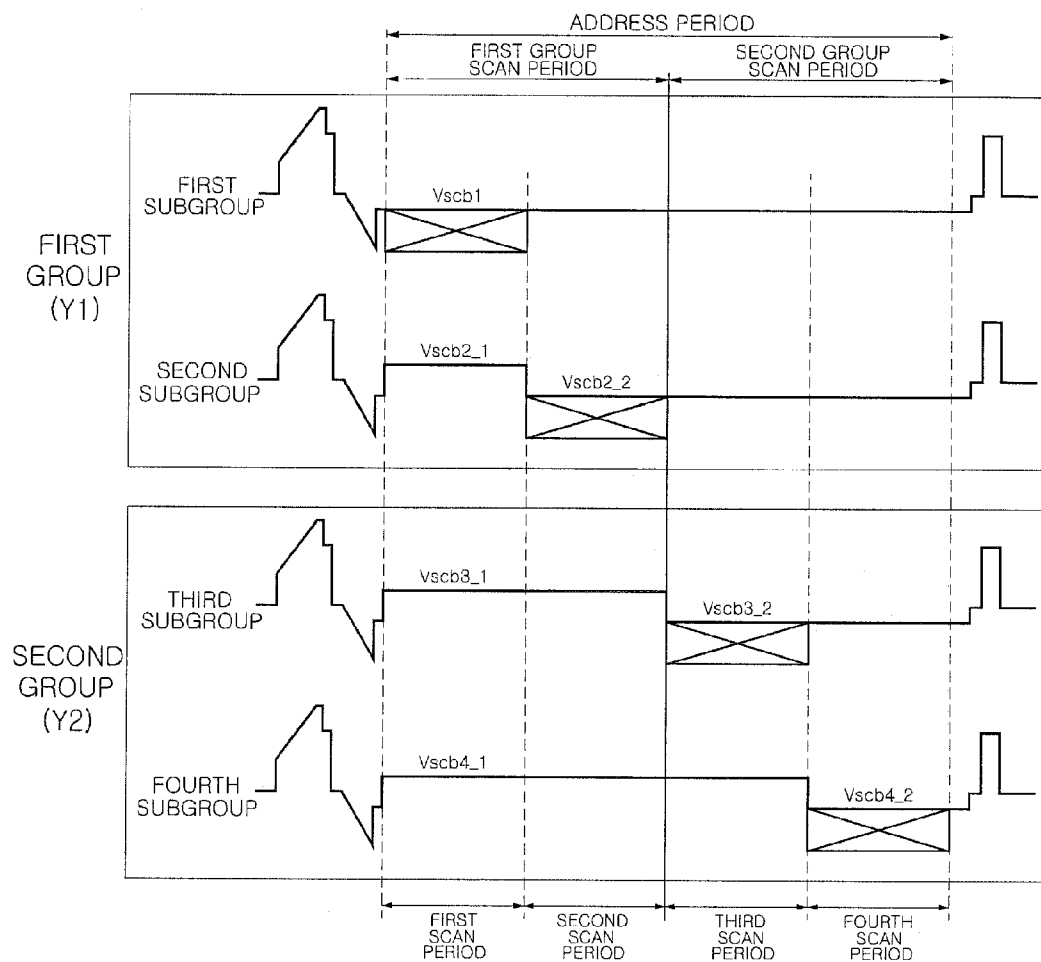 ADDRESS PERIOD
FIRST GROUP
SCAN PERIOD
SECOND GROUP
SCAN PERIOD
FIRST
GROUP
(Y1)
FIRST
SUBGROUP
Vscb1
SECOND
SUBGROUP
Vscb2_1
Vscb2_2
SECOND
GROUP
(Y2)
THIRD
SUBGROUP
Vscb3_1
Vscb3_2
FOURTH
SUBGROUP
Vscb4_1
Vscb4_2
FIRST
SCAN
PERIOD
SECOND
SCAN
PERIOD
THIRD
SCAN
PERIOD
FOURTH
SCAN
PERIOD